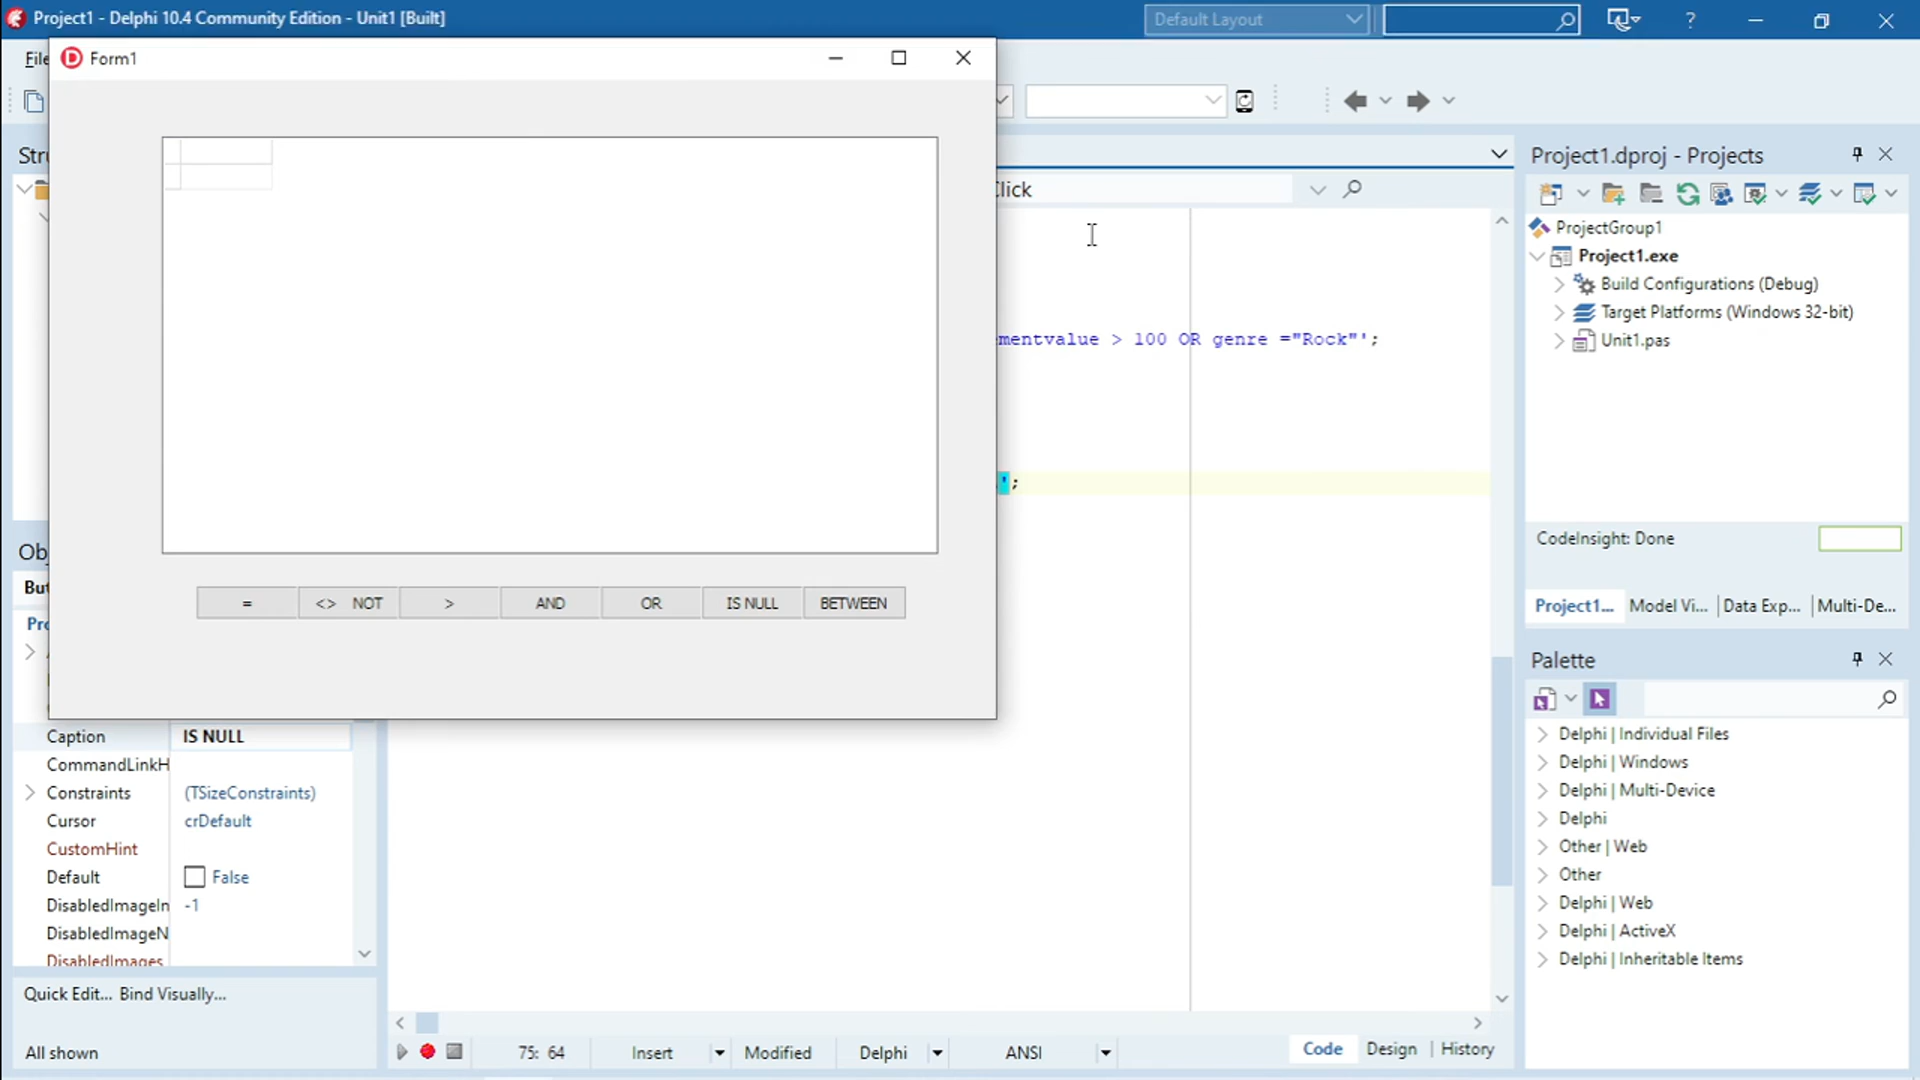 Project1 - Delphi 10.4 Community Edition - Unit1 [Built]
Default Layout
?
File
Form1
Click
ementvalue > 100 OR genre ="Rock"';
';
= <> NOT > AND OR IS NULL BETWEEN
Caption IS NULL
CommandLinkH
Constraints (TSizeConstraints)
Cursor crDefault
CustomHint
Default False
DisabledImageIn -1
DisabledImageN
DisabledImages
Quick Edit... Bind Visually...
All shown
75: 64 Insert Modified Delphi ANSI
Code Design History
Project1.dproj - Projects
ProjectGroup1
Project1.exe
Build Configurations (Debug)
Target Platforms (Windows 32-bit)
Unit1.pas
CodeInsight: Done
Project1... Model Vi... Data Exp... Multi-De...
Palette
Delphi | Individual Files
Delphi | Windows
Delphi | Multi-Device
Delphi
Other | Web
Other
Delphi | Web
Delphi | ActiveX
Delphi | Inheritable Items